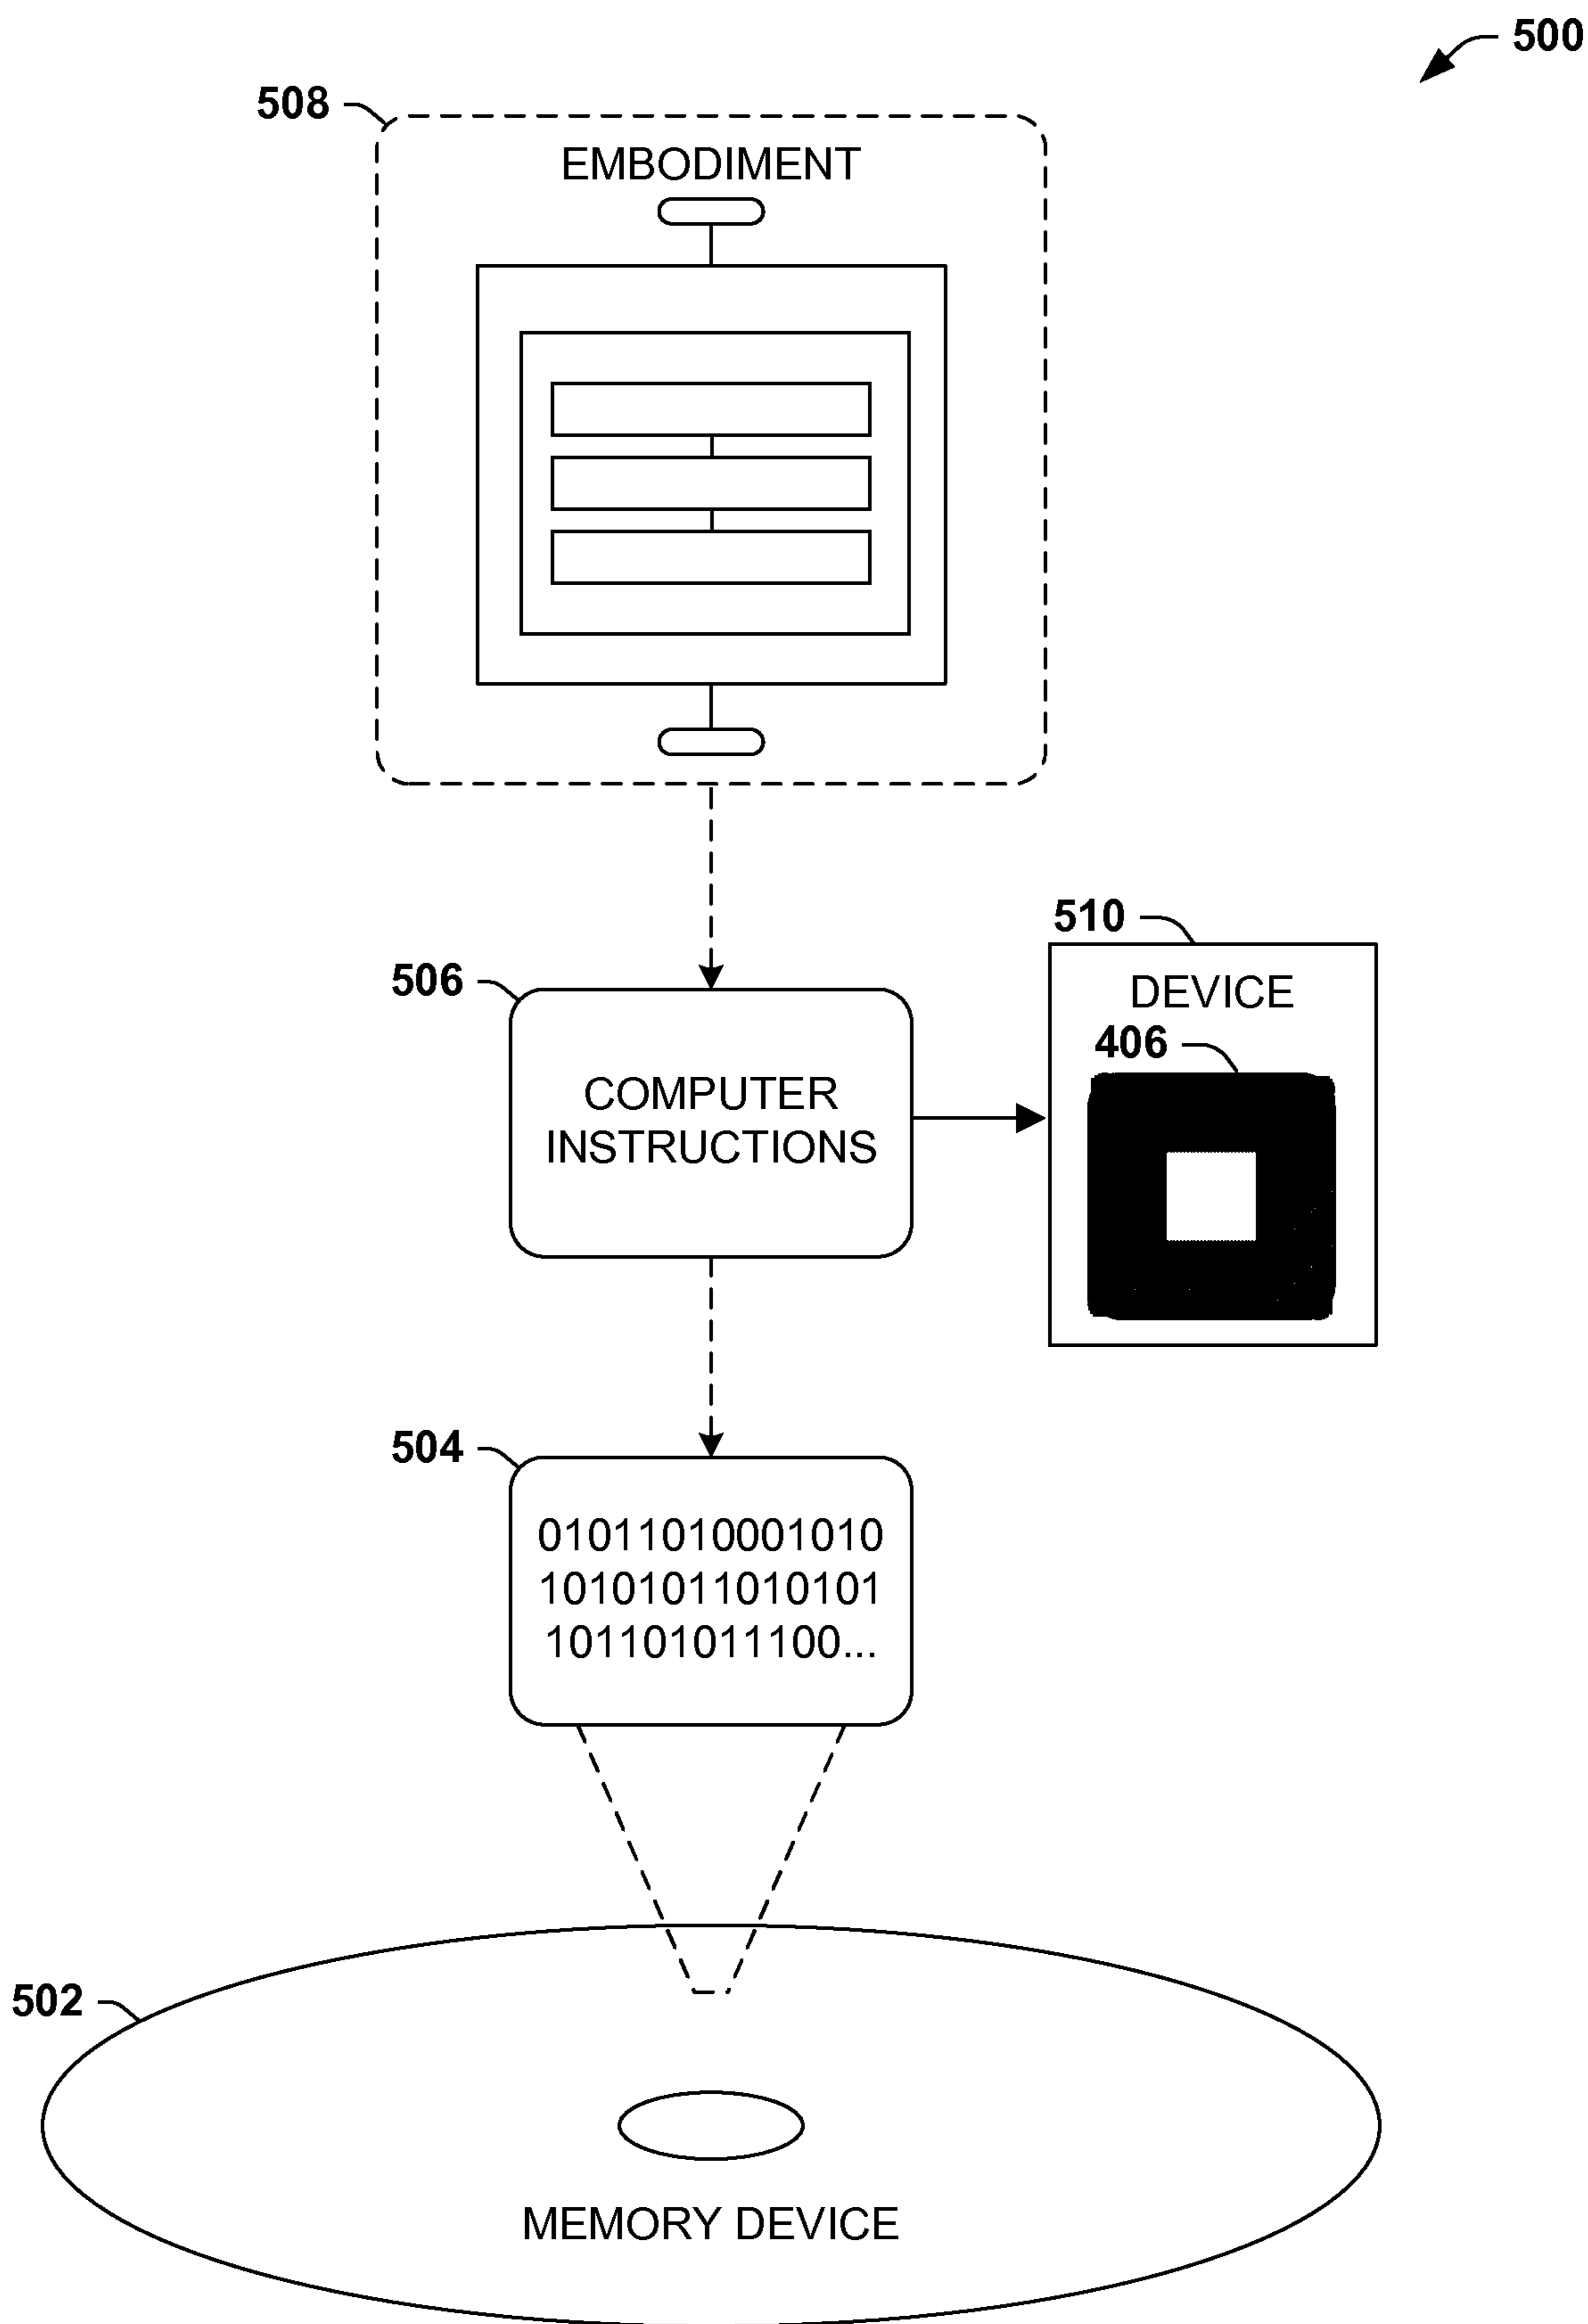 500
508
EMBODIMENT
510
506
DEVICE
406
COMPUTER
INSTRUCTIONS
504
01011010001010
10101011010101
101101011100...
502
MEMORY DEVICE